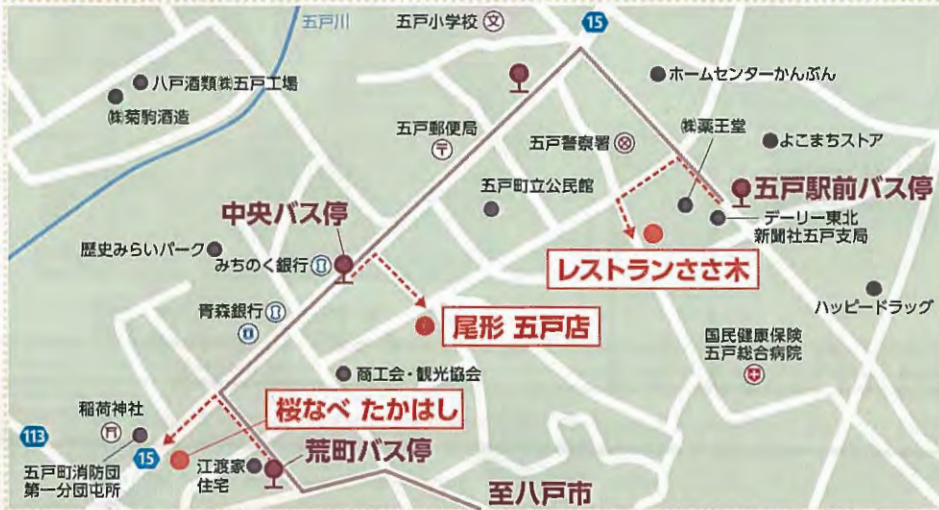 五戸川
五戸小学校
文
15
八戸酒類㈱五戸工場
㈱菊駒酒造
ホームセンターかんぶん
五戸郵便局
〒
五戸警察署
㈱薬王堂
よこまちストア
五戸町立公民館
五戸駅前バス停
デーリー東北
新聞社五戸支局
中央バス停
歴史みらいパーク
みちのく銀行
レストランささ木
青森銀行
尾形 五戸店
ハッピードラッグ
国民健康保険
五戸総合病院
商工会・観光協会
桜なべ たかはし
稲荷神社
113
15
五戸町消防団
第一分団屯所
江渡家
住宅
荒町バス停
至八戸市